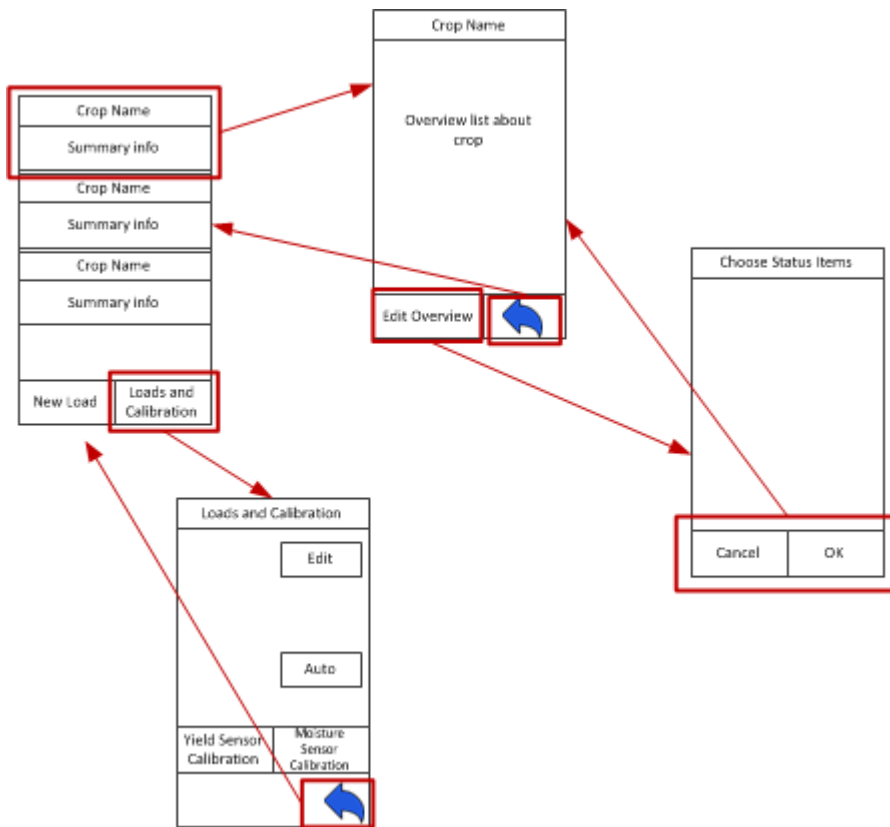 Crop Name
Summary info
Crop Name
Summary info
Crop Name
Summary info
New Load
Loads and
Calibration
Crop Name
Overview list about
crop
Edit Overview
Choose Status Items
Cancel
OK
Loads and Calibration
Edit
Auto
Yield Sensor
Calibration
Moisture
Sensor
Calibration